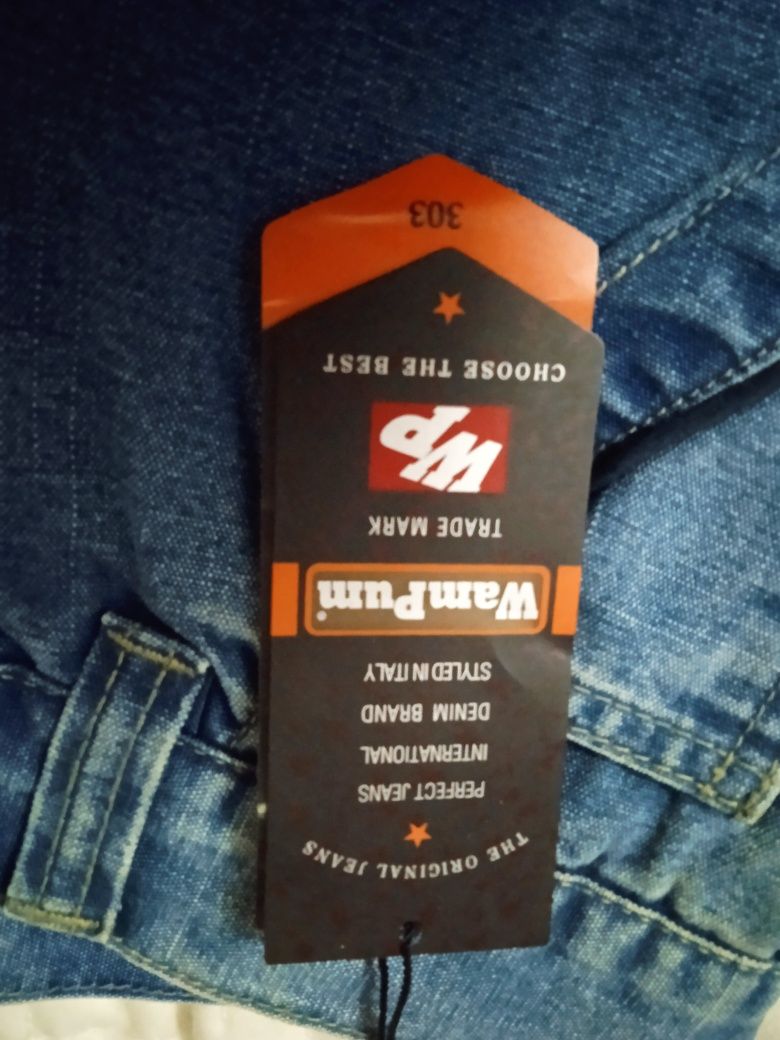 THE ORIGINAL JEANS
PERFECT JEANS
INTERNATIONAL
DENIM BRAND
STYLED IN ITALY
WamPum
TRADE MARK
WP
CHOOSE THE BEST
303